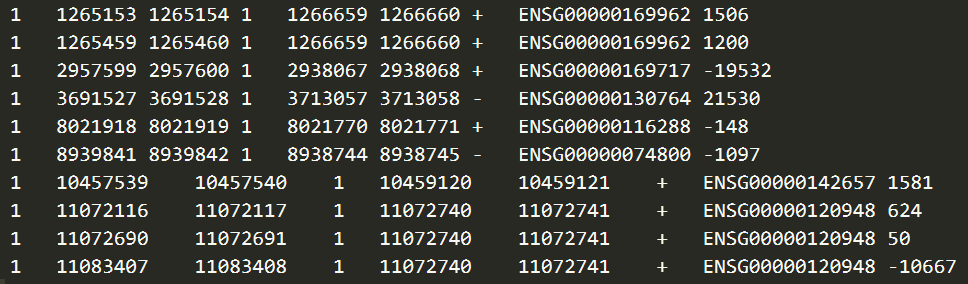 1 1265153 1265154 1 1266659 1266660 + ENSG00000169962 1506
1 1265459 1265460 1 1266659 1266660 + ENSG00000169962 1200
1 2957599 2957600 1 2938067 2938068 + ENSG00000169717 -19532
1 3691527 3691528 1 3713057 3713058 - ENSG00000130764 21530
1 8021918 8021919 1 8021770 8021771 + ENSG00000116288 -148
1 8939841 8939842 1 8938744 8938745 - ENSG00000074800 -1097
1 10457539 10457540 1 10459120 10459121 + ENSG00000142657 1581
1 11072116 11072117 1 11072740 11072741 + ENSG00000120948 624
1 11072690 11072691 1 11072740 11072741 + ENSG00000120948 50
1 11083407 11083408 1 11072740 11072741 + ENSG00000120948 -10667